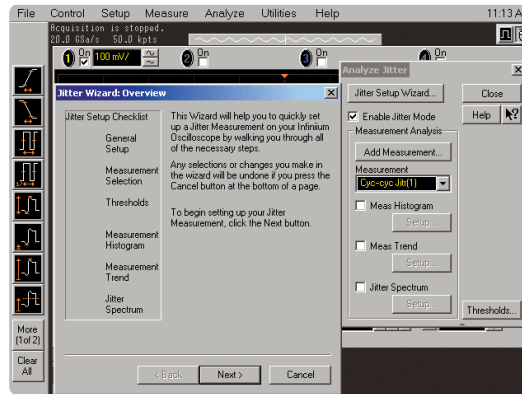 File Control Setup Measure Analyze Utilities Help 11:13 A
Acquisition is stopped.
20.0 GSa/s 50.0 kpts
1 On 100 mV/ 2 On 3 On 4 On
Analyze Jitter
Jitter Setup Wizard... Close
Enable Jitter Mode Help
Measurement Analysis
Add Measurement...
Measurement
Cyc-cyc Jitr(1)
Meas Histogram
Setup...
Meas Trend
Setup...
Jitter Spectrum
Setup...
Thresholds...
Jitter Wizard: Overview
Jitter Setup Checklist
General
Setup
Measurement
Selection
Thresholds
Measurement
Histogram
Measurement
Trend
Jitter
Spectrum
This Wizard will help you to quickly set
up a Jitter Measurement on your Infiniium
Oscilloscope by walking you through all
of the necessary steps.
Any selections or changes you make in
the wizard will be undone if you press the
Cancel button at the bottom of a page.
To begin setting up your Jitter
Measurement, click the Next button.
< Back Next > Cancel
More
(1of 2)
Clear
All